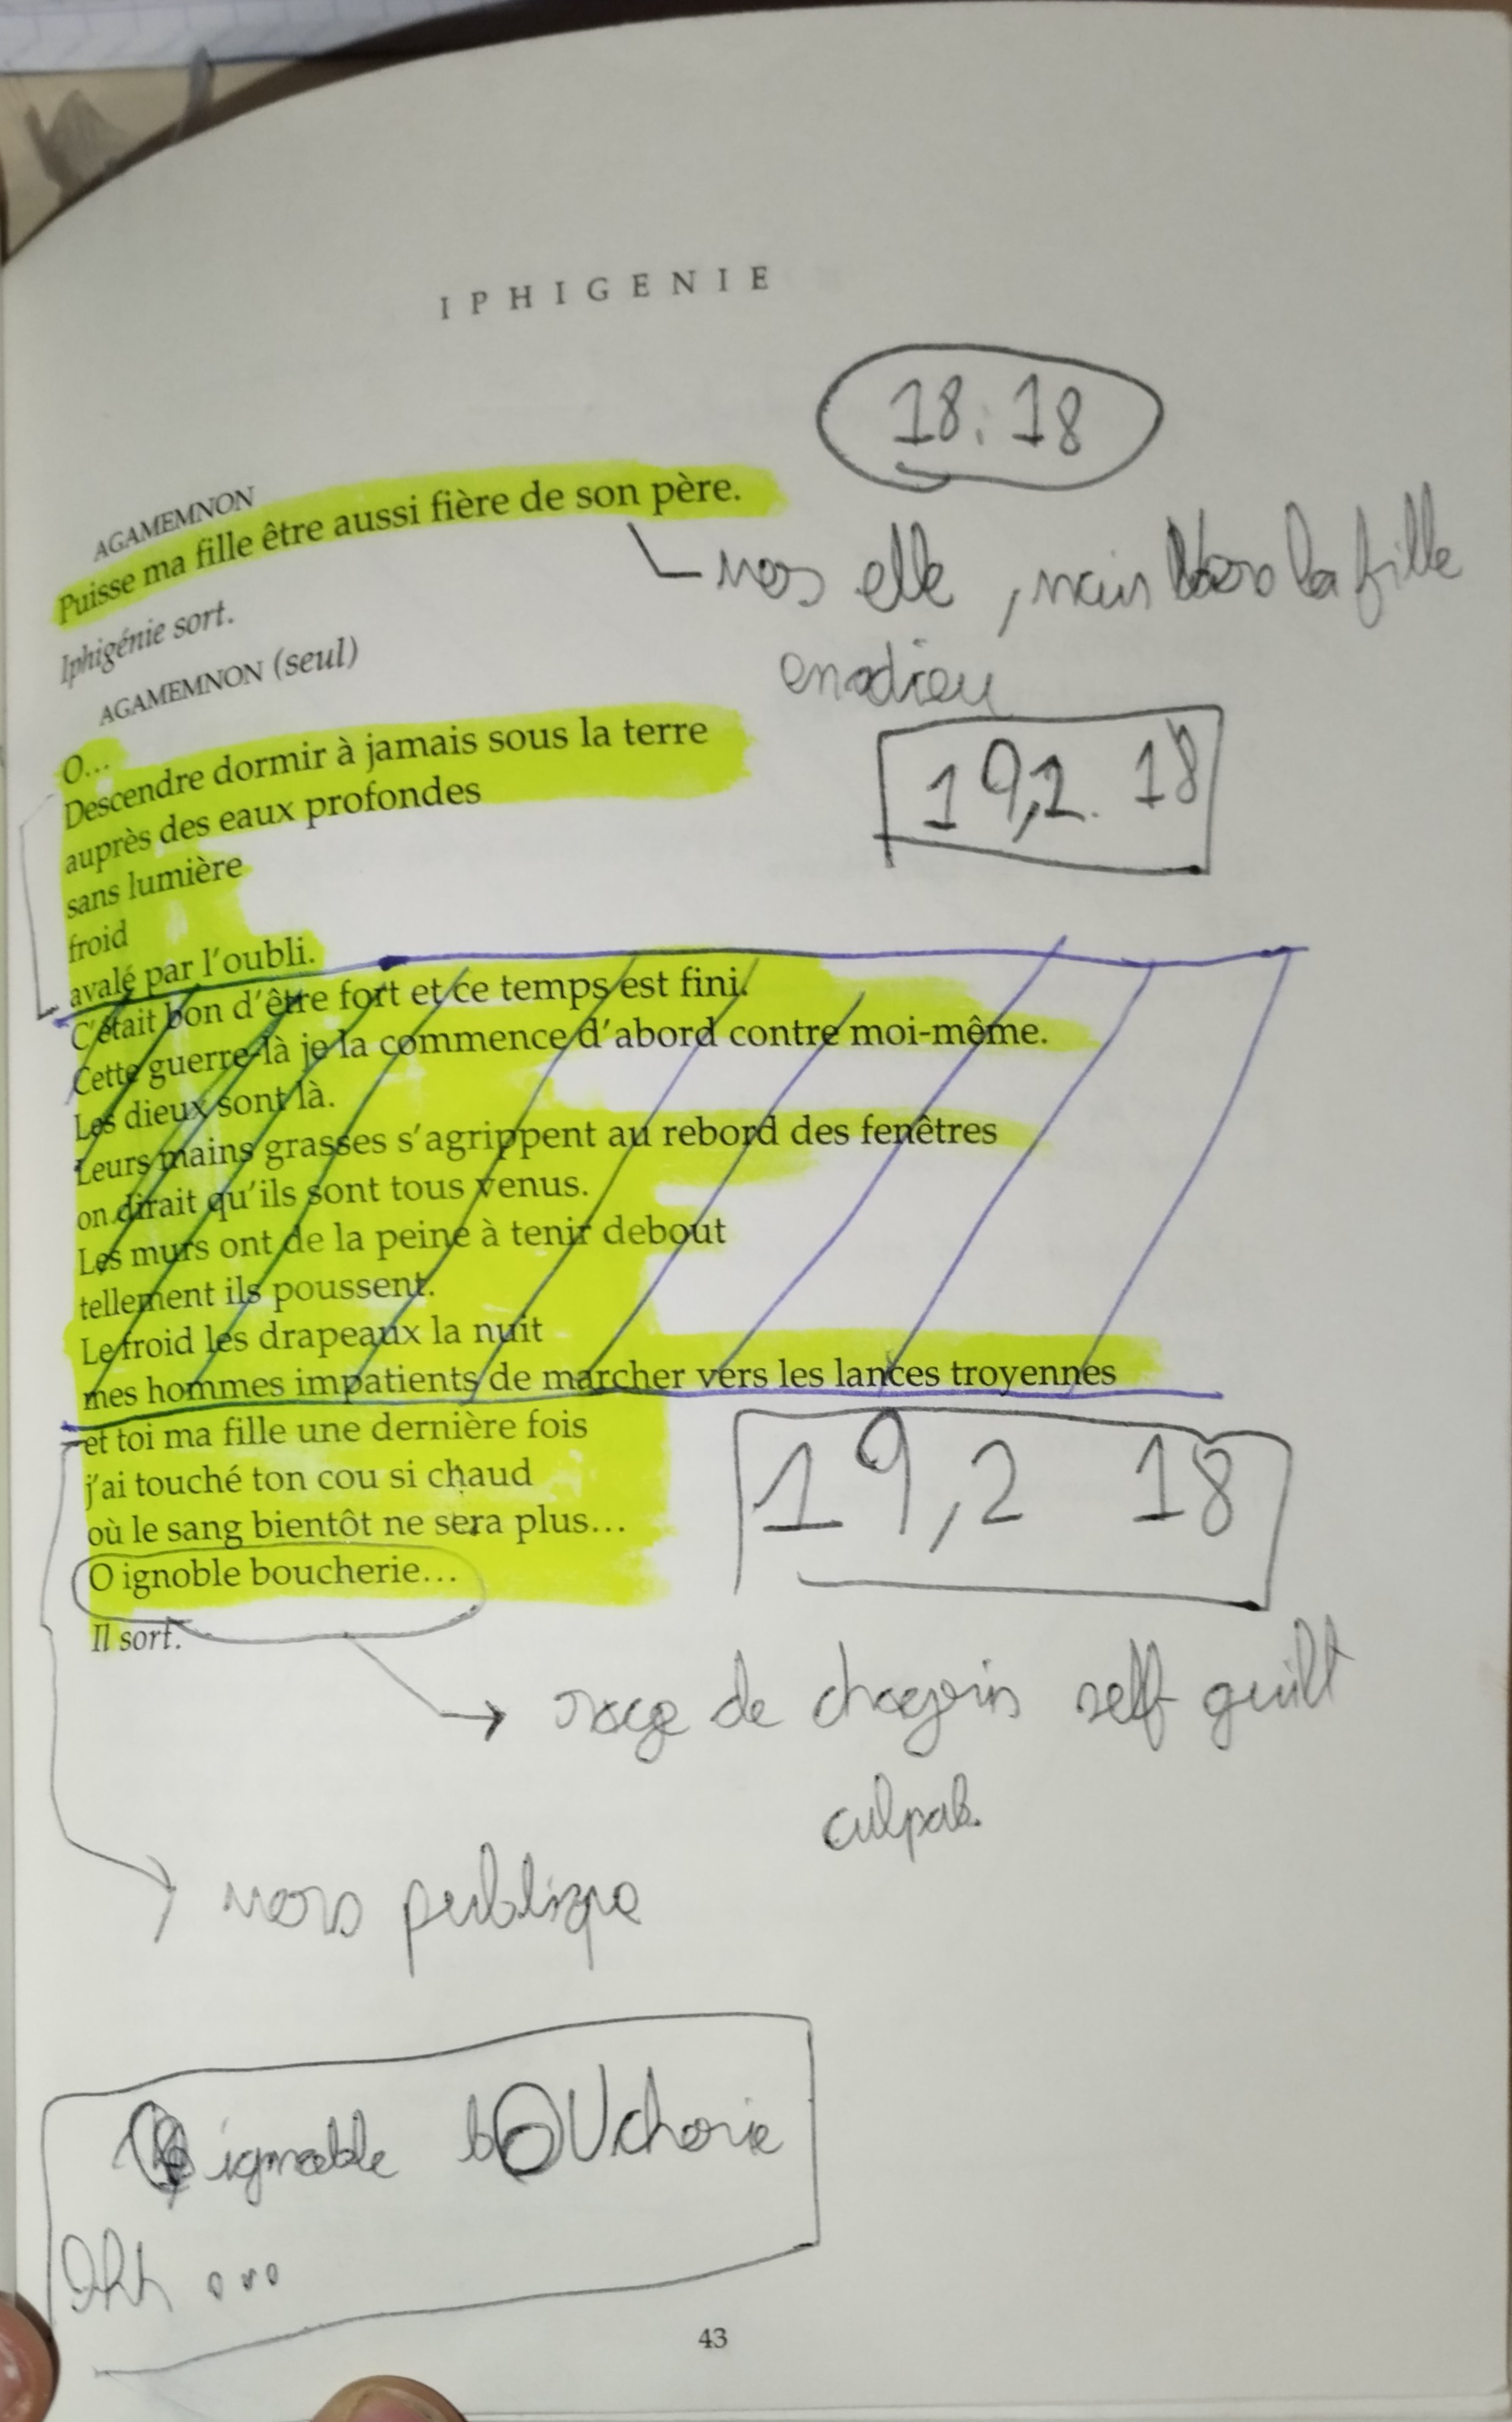 IPHIGENIE
18:18
AGAMEMNON
Puisse ma fille être aussi fière de son père.
vers elle, mais vers la fille
Iphigénie sort.
AGAMEMNON (seul)
O...
19,2. 18
Descendre dormir à jamais sous la terre
auprès des eaux profondes
sans lumière
froid
avalé par l'oubli.
C'était bon d'être fort et ce temps est fini.
Cette guerre-là je la commence d'abord contre moi-même.
Les dieux sont là.
Leurs mains grasses s'agrippent au rebord des fenêtres
on dirait qu'ils sont tous venus.
Les murs ont de la peine à tenir debout
tellement ils poussent.
Le froid les drapeaux la nuit
mes hommes impatients de marcher vers les lances troyennes
et toi ma fille une dernière fois
j'ai touché ton cou si chaud
où le sang bientôt ne sera plus...
19,2 18
O ignoble boucherie...
Il sort.
rage de chagrin self guilt
culpab.
vers publique
ignoble bOUcherie
Ohh ...
43